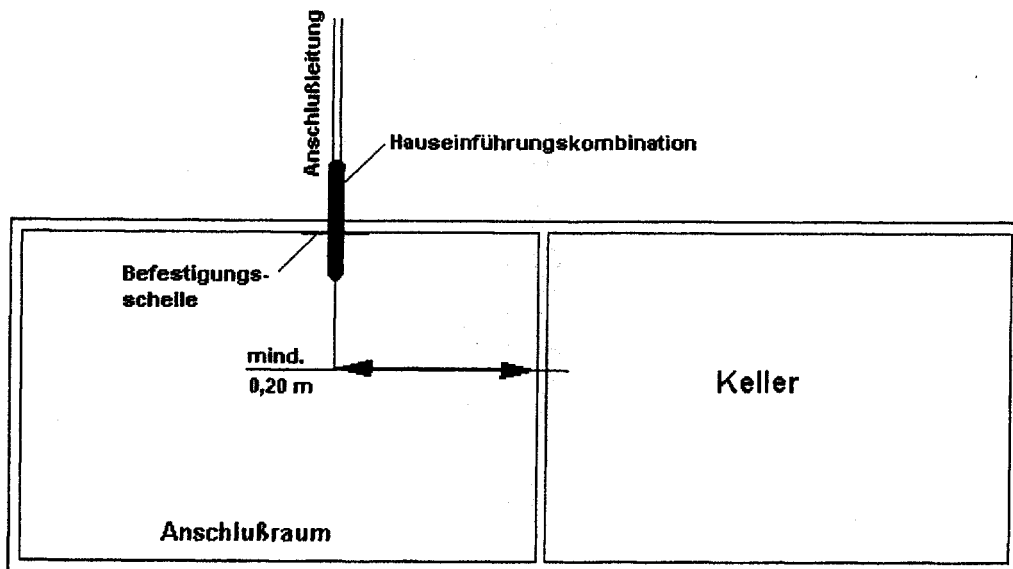 Anschlußleitung
Hauseinführungskombination
Befestigungs-
schelle
mind.
0,20 m
Keller
Anschlußraum